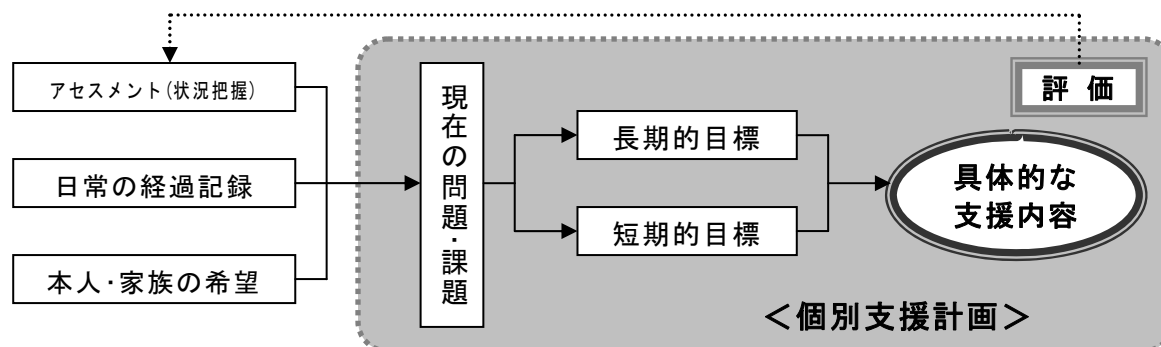 アセスメント(状況把握)
日常の経過記録
本人・家族の希望
現在の問題・課題
長期的目標
短期的目標
評価
具体的な
支援内容
＜個別支援計画＞